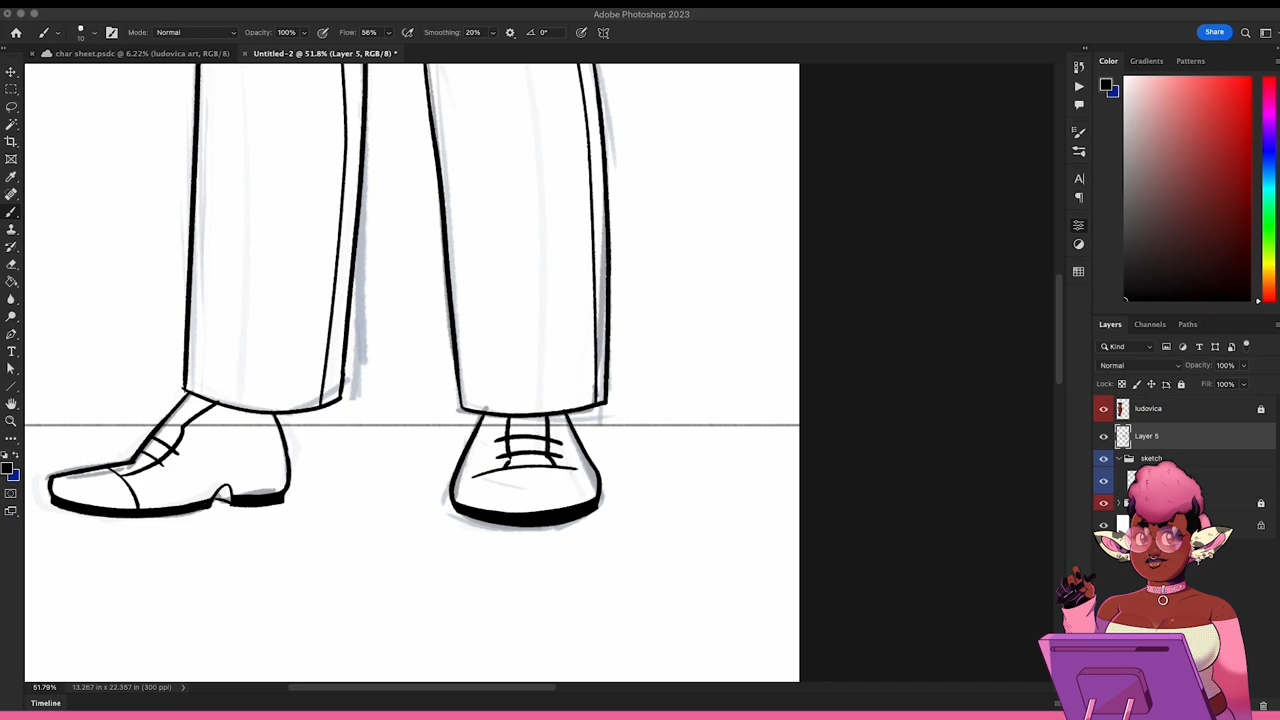 Adobe Photoshop 2023
10 Mode: Normal Opacity: 100% Flow: 56% Smoothing: 20% 0° Share
char sheet.psdc @ 6.22% (ludovica art, RGB/8) Untitled-2 @ 51.8% (Layer 5, RGB/8) *
Color Gradients Patterns
Layers Channels Paths
Kind
Normal Opacity: 100%
Lock: Fill: 100%
ludovica
Layer 5
sketch
51.79% 13.267 in x 22.357 in (300 ppi)
Timeline